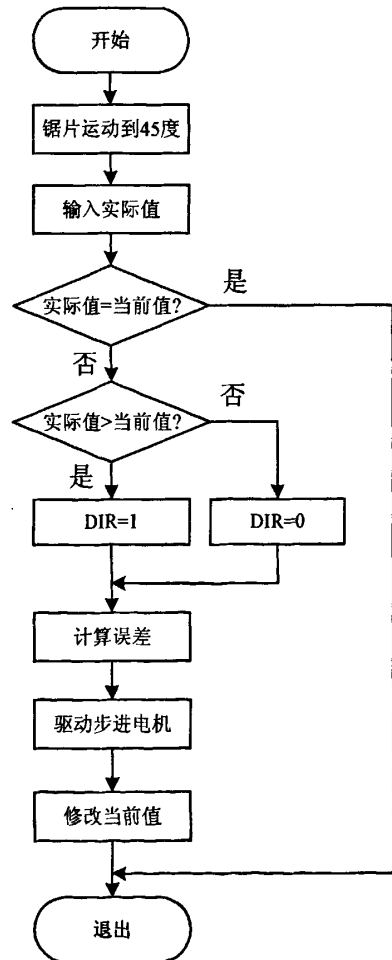 开始
锯片运动到45度
输入实际值
实际值=当前值?
是
否
实际值>当前值?
否
是
DIR=1
DIR=0
计算误差
驱动步进电机
修改当前值
退出